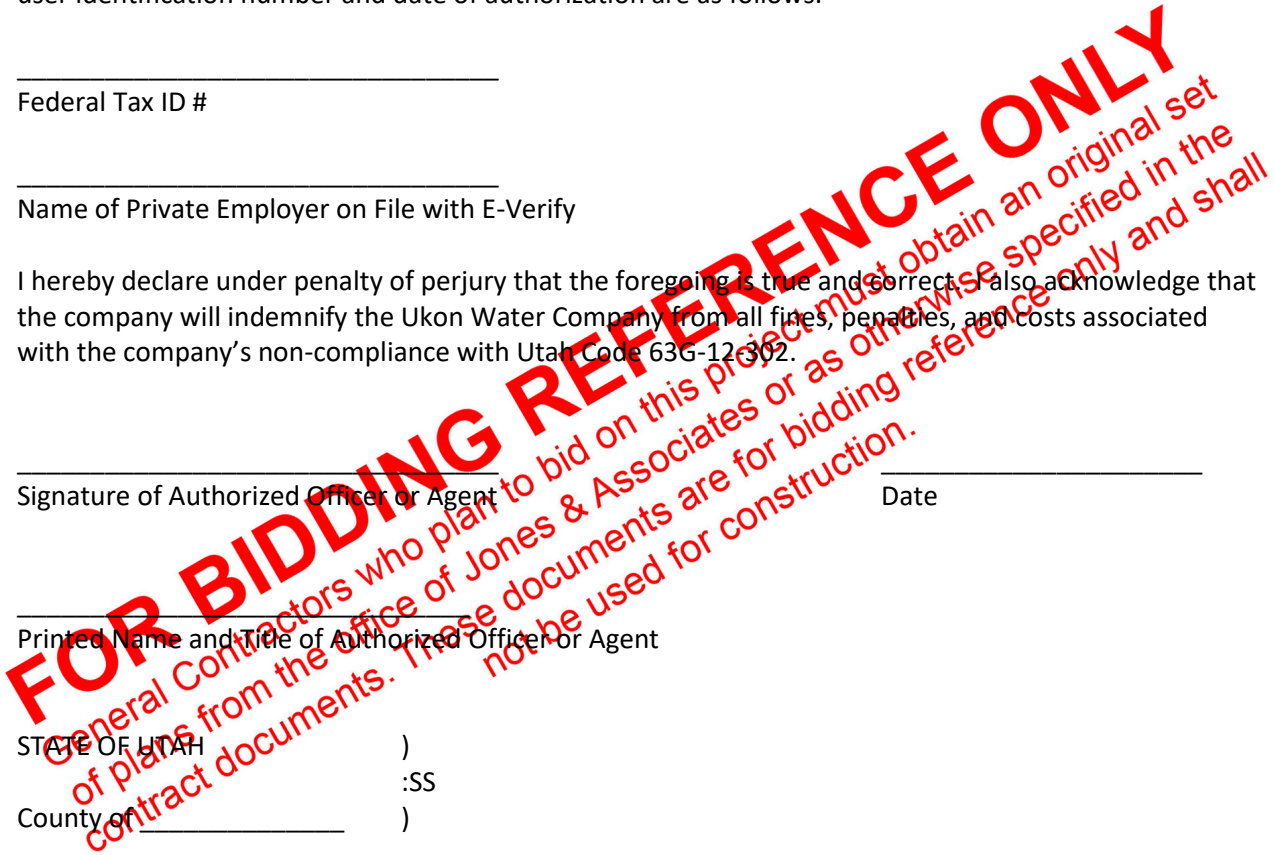 user identification number and date of authorization are as follows:
Federal Tax ID #
Name of Private Employer on File with E-Verify
I hereby declare under penalty of perjury that the foregoing is true and correct. I also acknowledge that
the company will indemnify the Ukon Water Company from all fines, penalties, and costs associated
with the company’s non-compliance with Utah Code 63G-12-302.
Signature of Authorized Officer or Agent Date
Printed Name and Title of Authorized Officer or Agent
STATE OF UTAH )
:SS
County of ______________ )
FOR BIDDING REFERENCE ONLY
General Contractors who plan to bid on this project must obtain an original set
of plans from the office of Jones & Associates or as otherwise specified in the
contract documents. These documents are for bidding reference only and shall
not be used for construction.